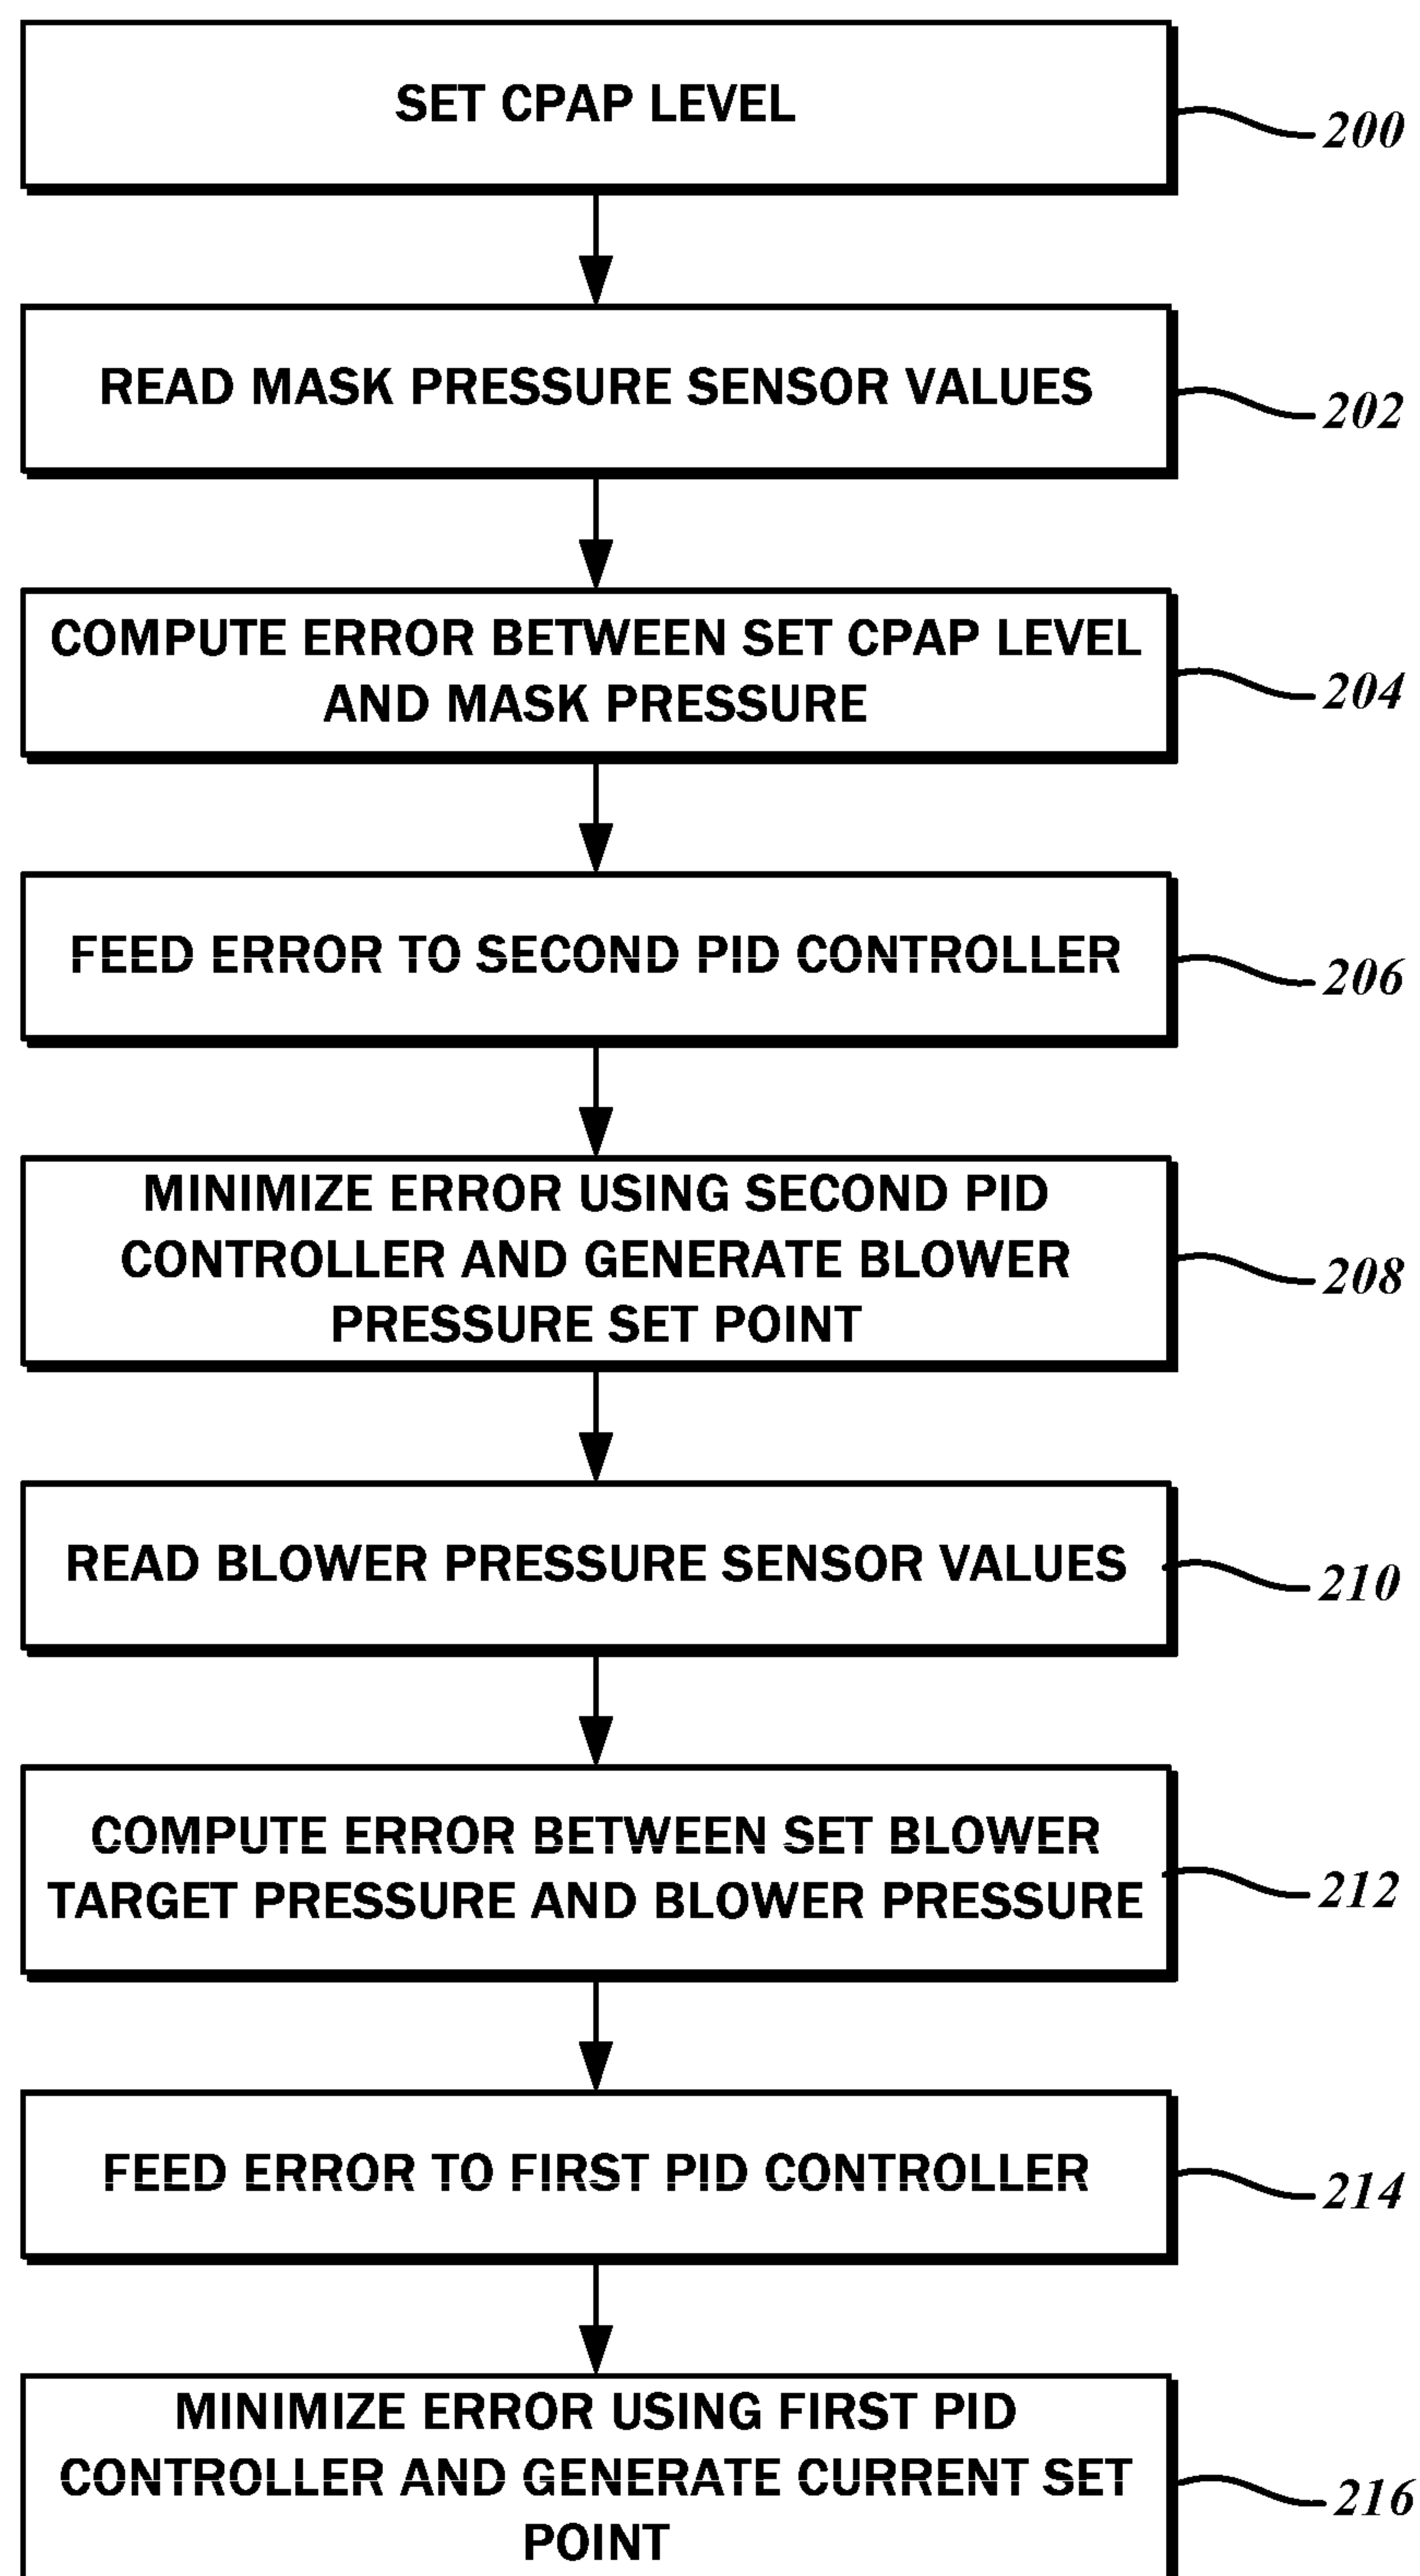 SET CPAP LEVEL
200
READ MASK PRESSURE SENSOR VALUES
202
COMPUTE ERROR BETWEEN SET CPAP LEVEL
AND MASK PRESSURE
204
FEED ERROR TO SECOND PID CONTROLLER
206
MINIMIZE ERROR USING SECOND PID
CONTROLLER AND GENERATE BLOWER
PRESSURE SET POINT
208
READ BLOWER PRESSURE SENSOR VALUES
210
COMPUTE ERROR BETWEEN SET BLOWER
TARGET PRESSURE AND BLOWER PRESSURE
212
FEED ERROR TO FIRST PID CONTROLLER
214
MINIMIZE ERROR USING FIRST PID
CONTROLLER AND GENERATE CURRENT SET
POINT
216